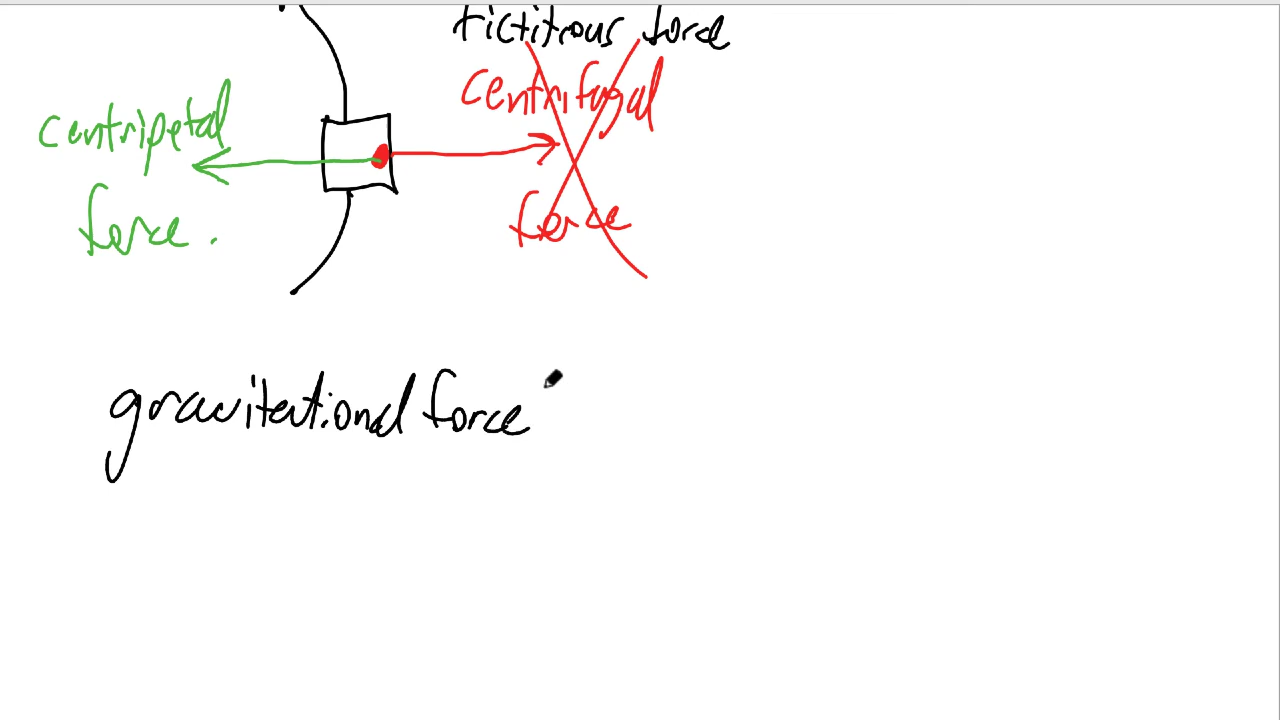 fictitious force
centrifugal
centripetal
force
force.
gravitational force